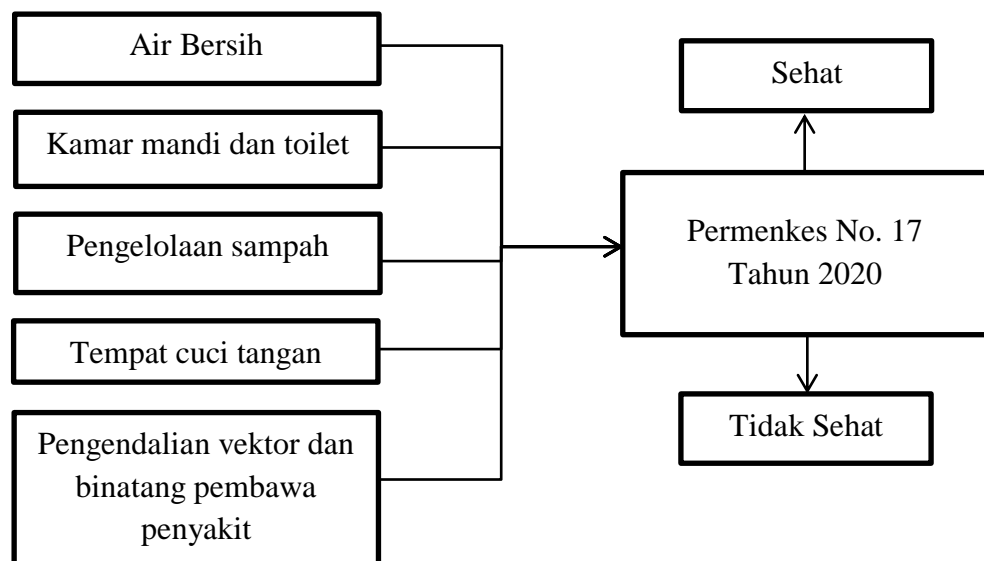 Air Bersih
Kamar mandi dan toilet
Pengelolaan sampah
Tempat cuci tangan
Pengendalian vektor dan
binatang pembawa
penyakit
Sehat
Permenkes No. 17
Tahun 2020
Tidak Sehat